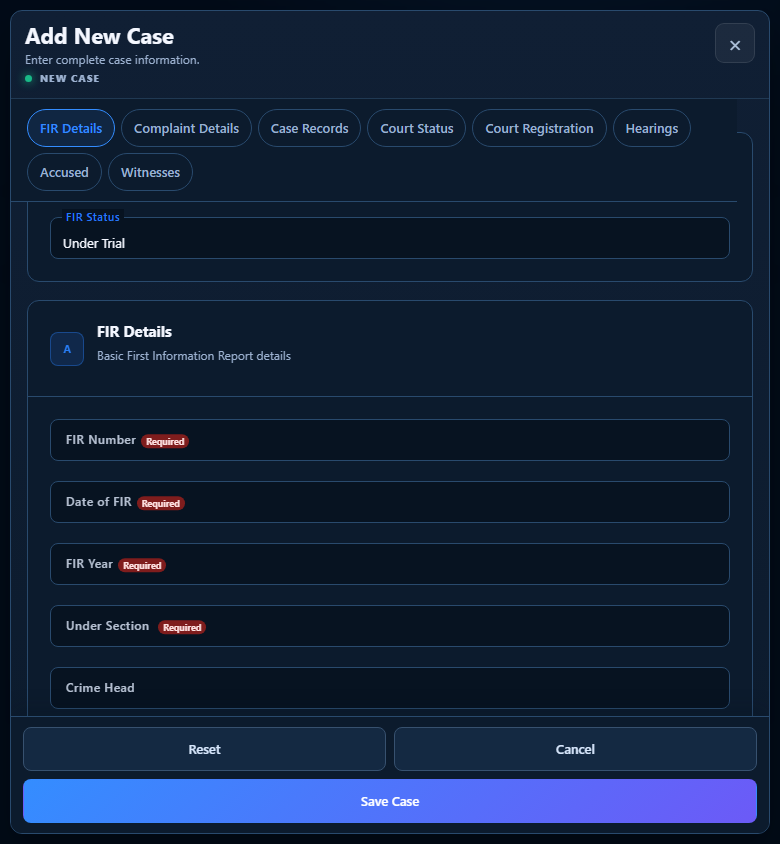 Add New Case
Enter complete case information.
NEW CASE
FIR Details
Complaint Details
Case Records
Court Status
Court Registration
Hearings
Accused
Witnesses
FIR Status
Under Trial
A
FIR Details
Basic First Information Report details
FIR Number Required
Date of FIR Required
FIR Year Required
Under Section Required
Crime Head
Reset
Cancel
Save Case